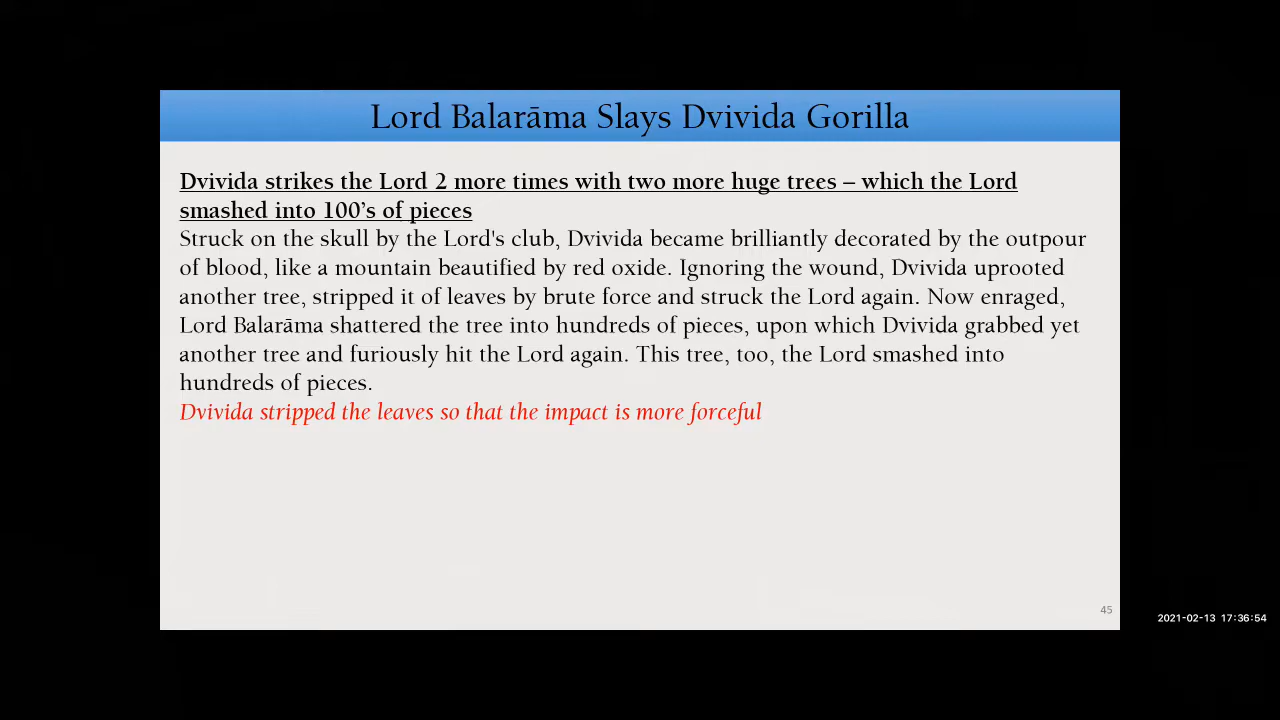 Lord Balarāma Slays Dvivida Gorilla
Dvivida strikes the Lord 2 more times with two more huge trees – which the Lord
smashed into 100’s of pieces
Struck on the skull by the Lord's club, Dvivida became brilliantly decorated by the outpour
of blood, like a mountain beautified by red oxide. Ignoring the wound, Dvivida uprooted
another tree, stripped it of leaves by brute force and struck the Lord again. Now enraged,
Lord Balarāma shattered the tree into hundreds of pieces, upon which Dvivida grabbed yet
another tree and furiously hit the Lord again. This tree, too, the Lord smashed into
hundreds of pieces.
Dvivida stripped the leaves so that the impact is more forceful
45
2021-02-13 17:36:54